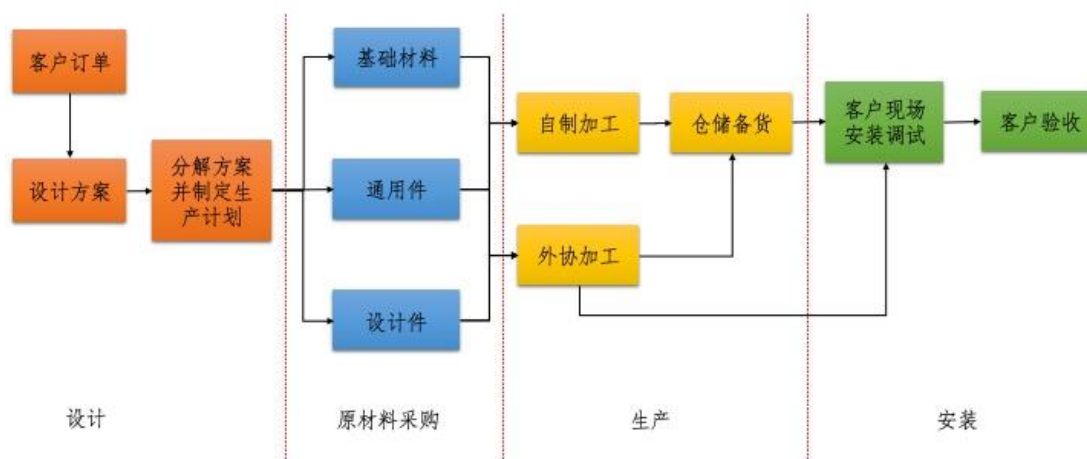 客户订单
设计方案
分解方案
并制定生
产计划
基础材料
通用件
设计件
自制加工
仓储备货
外协加工
客户现场
安装调试
客户验收
设计
原材料采购
生产
安装